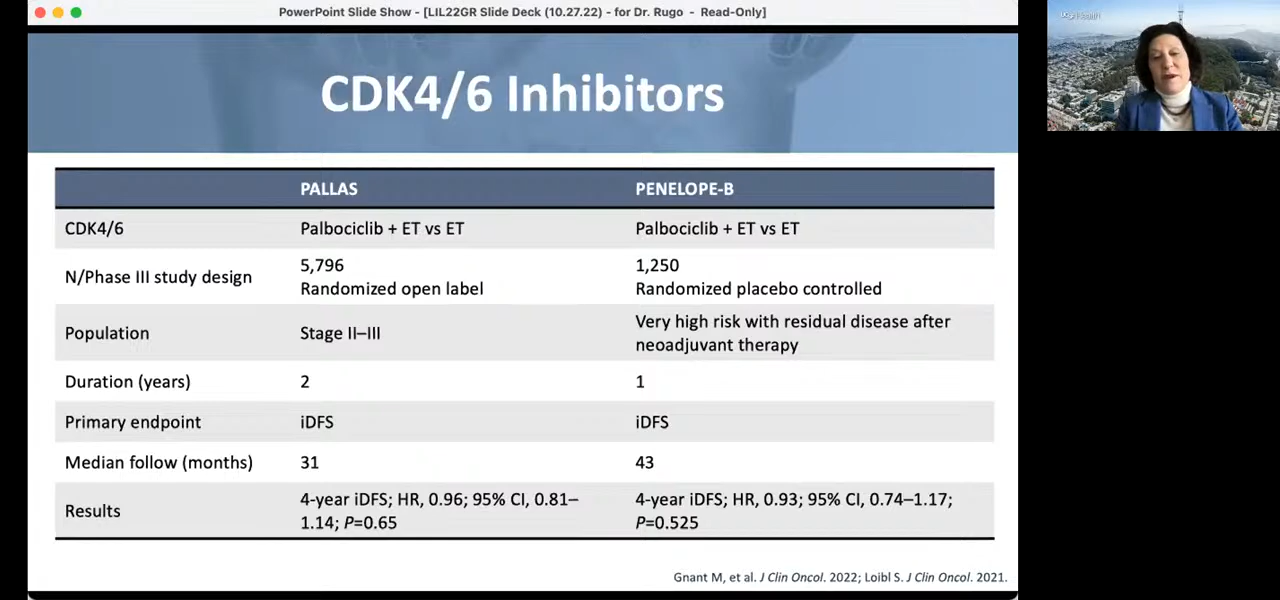 PowerPoint Slide Show - [LIL22GR Slide Deck (10.27.22) - for Dr. Rugo - Read-Only]
CDK4/6 Inhibitors
PALLAS PENELOPE-B
CDK4/6 Palbociclib + ET vs ET Palbociclib + ET vs ET
N/Phase III study design 5,796 1,250
Randomized open label Randomized placebo controlled
Population Stage II–III Very high risk with residual disease after
neoadjuvant therapy
Duration (years) 2 1
Primary endpoint iDFS iDFS
Median follow (months) 31 43
Results 4-year iDFS; HR, 0.96; 95% CI, 0.81– 4-year iDFS; HR, 0.93; 95% CI, 0.74–1.17;
1.14; P=0.65 P=0.525
Gnant M, et al. J Clin Oncol. 2022; Loibl S. J Clin Oncol. 2021.